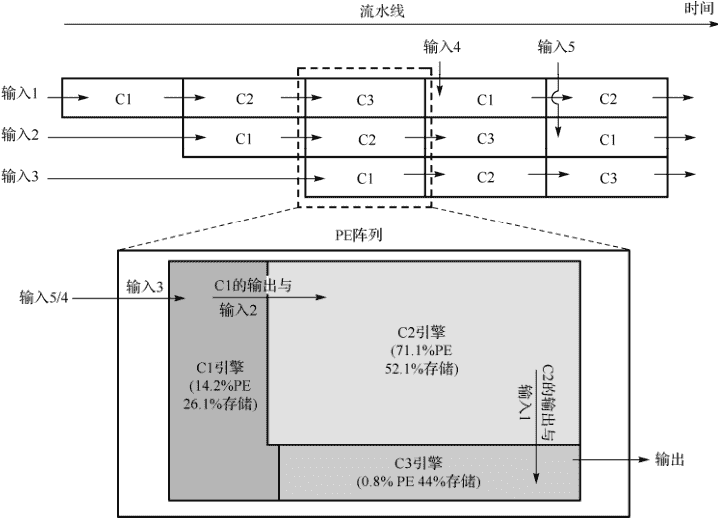 流水线
时间
输入4
输入5
输入1
C1
C2
C3
C1
C2
输入2
C1
C2
C3
C1
输入3
C1
C2
C3
PE阵列
输入5/4
输入3
C1的输出与
输入2
C1引擎
(14.2%PE
26.1%存储)
C2引擎
(71.1%PE
52.1%存储)
C2的输出与
输入1
C3引擎
(0.8% PE 44%存储)
输出